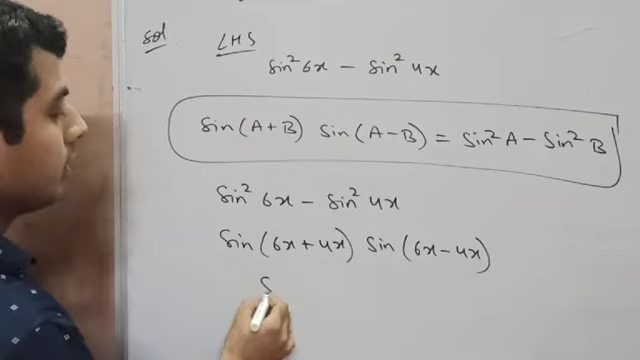 Sol LHS
Sin² 6x − Sin² 4x
Sin(A+B) Sin(A−B) = Sin² A − Sin² B
Sin² 6x − Sin² 4x
Sin(6x+4x) Sin(6x−4x)
S